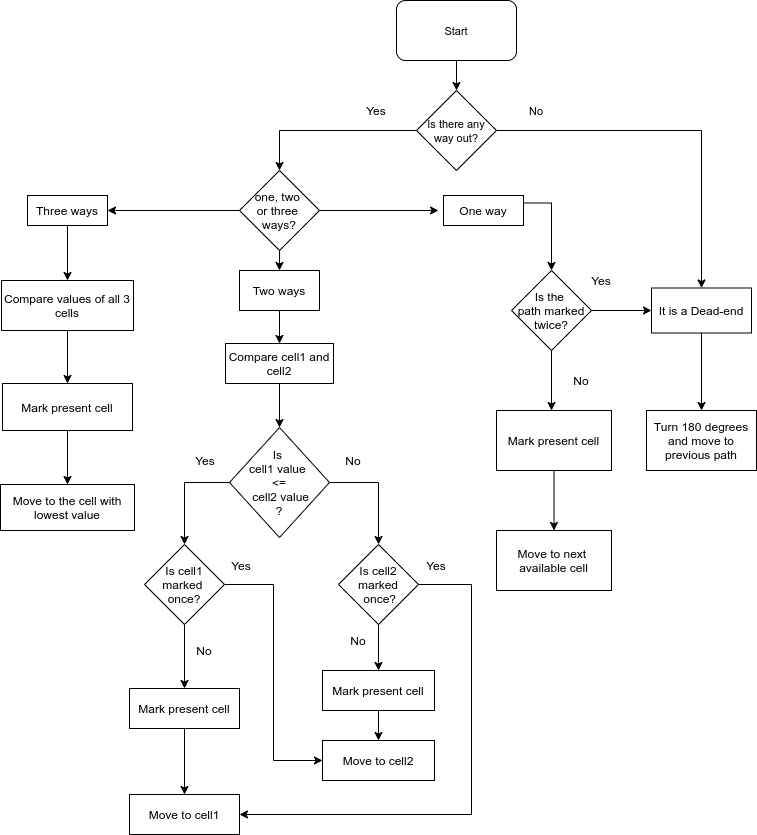 Start
Yes
No
Is there any
way out?
Three ways
one, two
or three
ways?
One way
Compare values of all 3
cells
Two ways
Is the
path marked
twice?
Yes
It is a Dead-end
Compare cell1 and
cell2
No
Mark present cell
Mark present cell
Turn 180 degrees
and move to
previous path
Yes
Is
cell1 value
<=
cell2 value
?
No
Move to the cell with
lowest value
Move to next
available cell
Is cell1
marked
once?
Yes
Is cell2
marked
once?
Yes
No
No
Mark present cell
Mark present cell
Move to cell2
Move to cell1